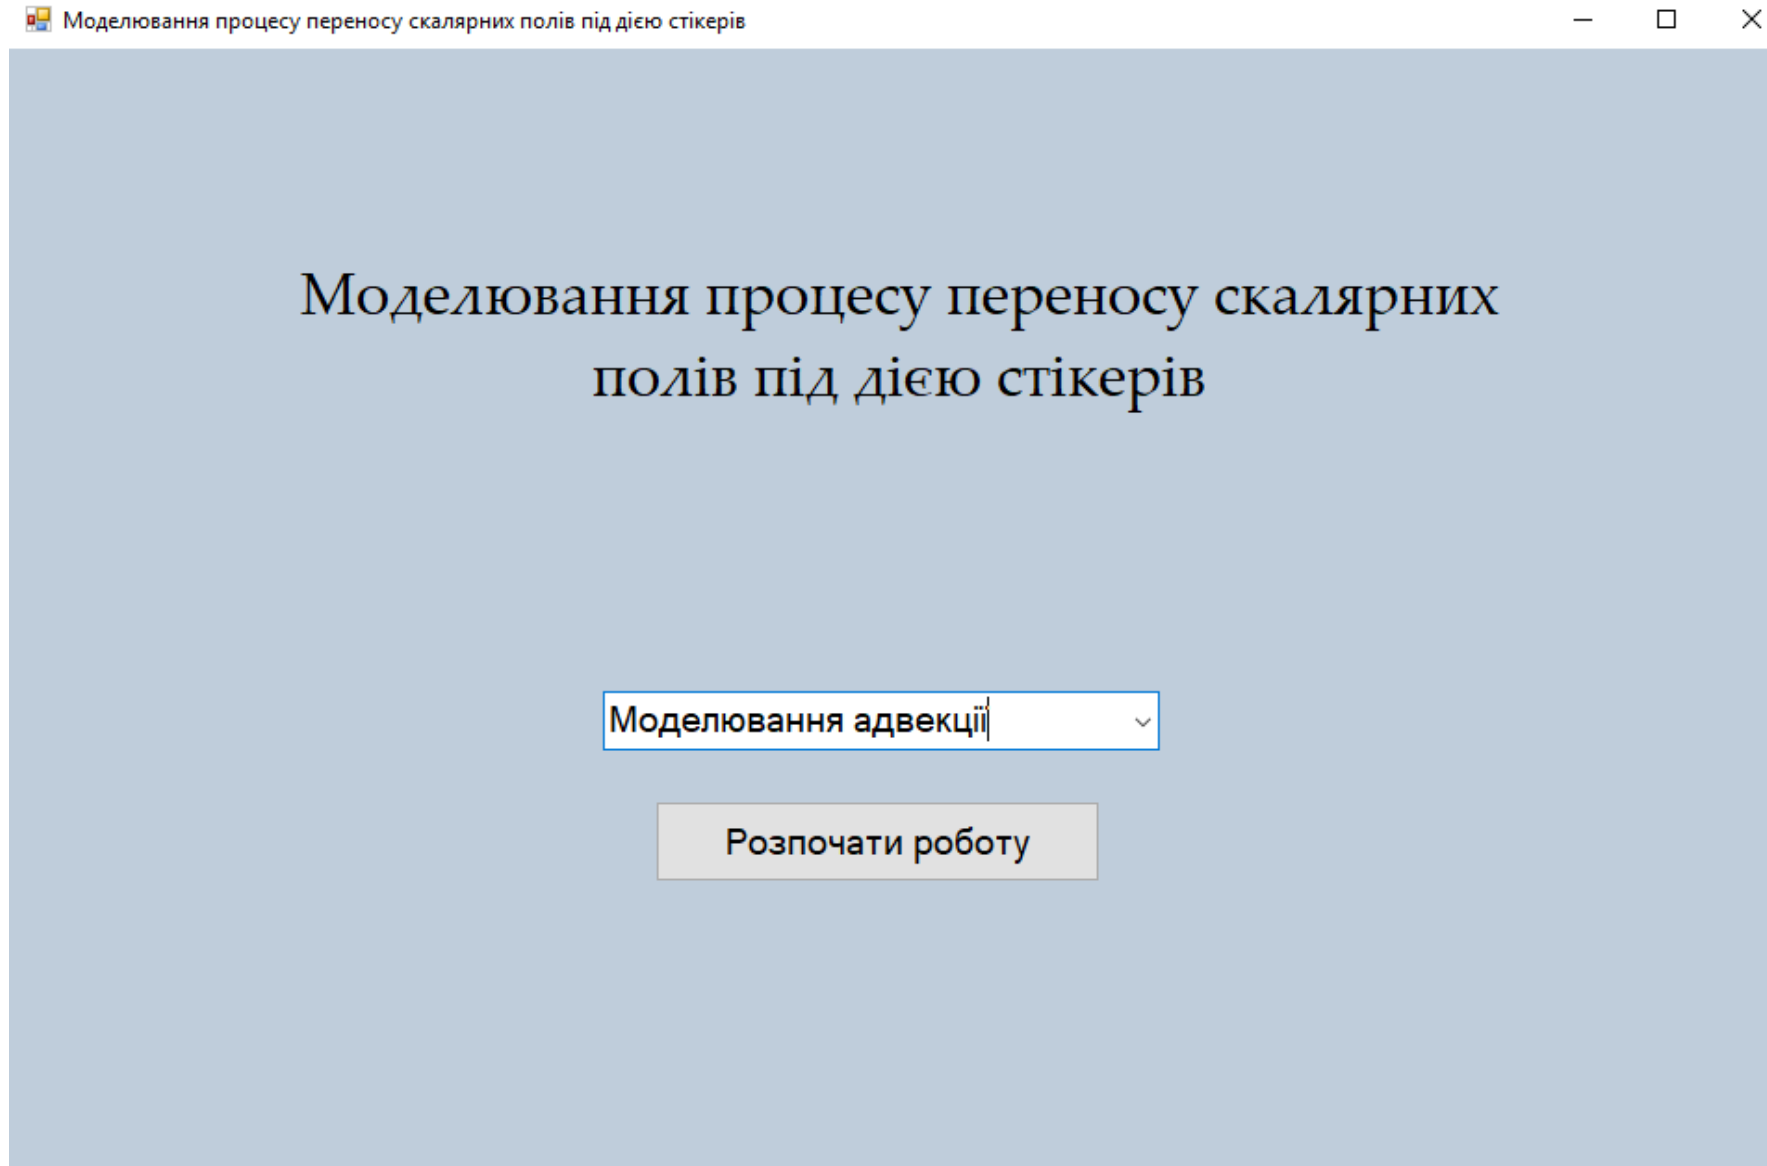 Моделювання процесу переносу скалярних полів під дією стікерів
Моделювання процесу переносу скалярних
полів під дією стікерів
Моделювання адвекції
Розпочати роботу